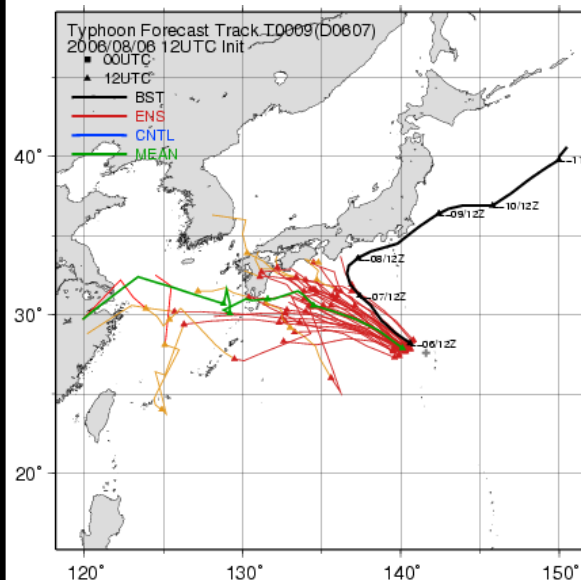 Typhoon Forecast Track T0009(D0607)
2006/08/06 12UTC Init
00UTC
12UTC
BST
ENS
CNTL
MEAN
40°
30°
20°
120°
130°
140°
150°
11
10/12Z
09/12Z
08/12Z
07/12Z
06/12Z